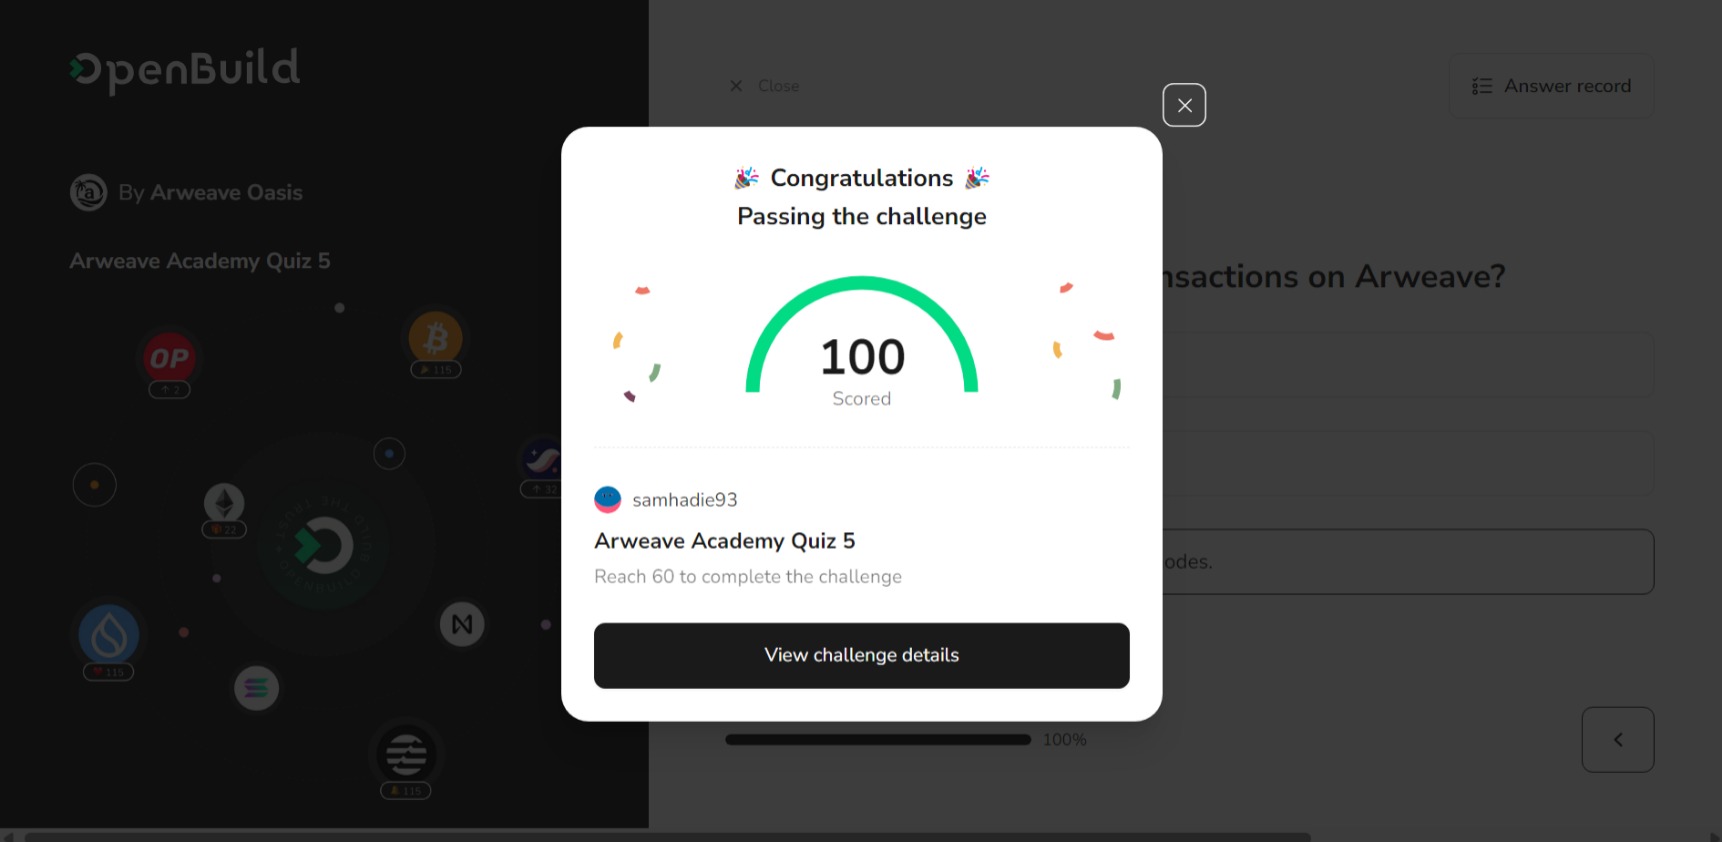 OpenBuild
Close
Answer record
By Arweave Oasis
Arweave Academy Quiz 5
nsactions on Arweave?
odes.
OP
2
115
32
22
115
115
100%
Congratulations
Passing the challenge
100
Scored
samhadie93
Arweave Academy Quiz 5
Reach 60 to complete the challenge
View challenge details